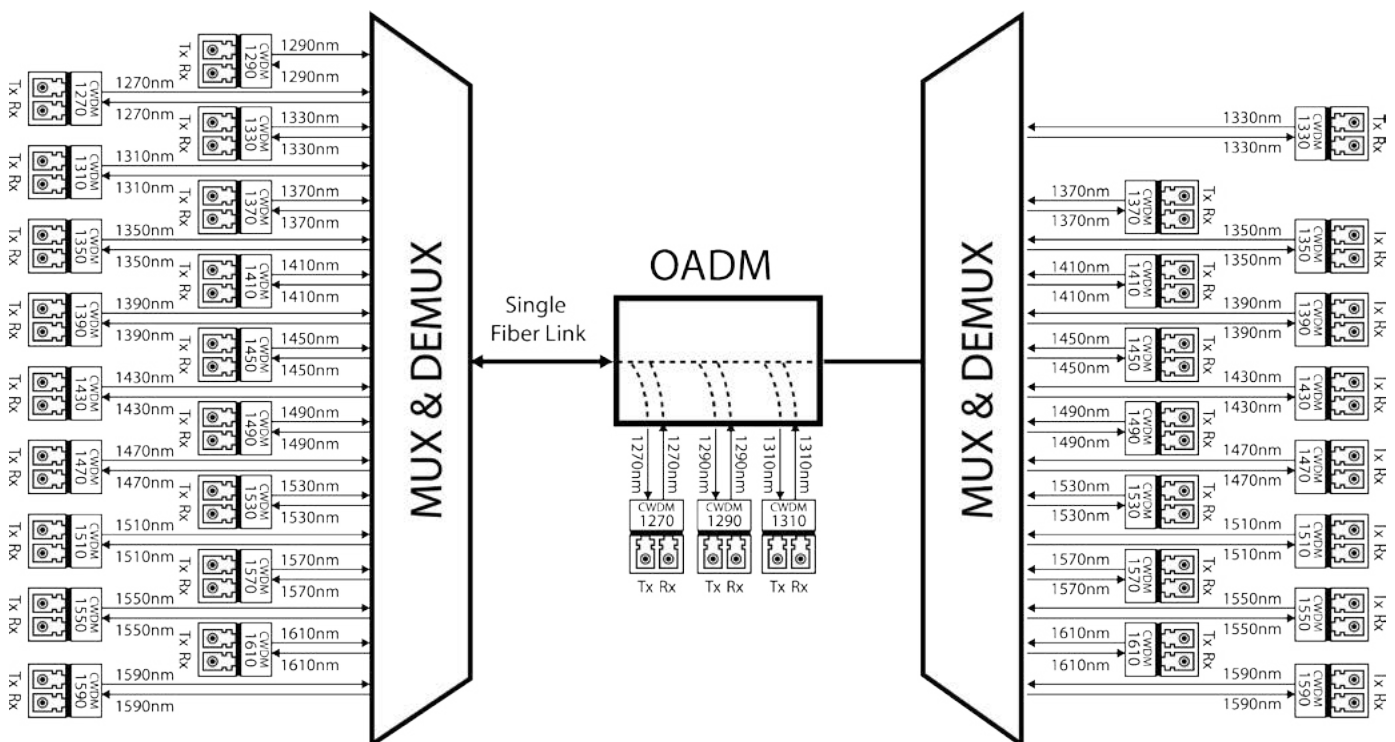 Tx Rx
CWDM
1290
1290nm
1290nm
Tx Rx
CWDM
1270
1270nm
1270nm
Tx Rx
CWDM
1330
1330nm
1330nm
Tx Rx
CWDM
1310
1310nm
1310nm
Tx Rx
CWDM
1370
1370nm
1370nm
Tx Rx
CWDM
1350
1350nm
1350nm
Tx Rx
CWDM
1410
1410nm
1410nm
Tx Rx
CWDM
1390
1390nm
1390nm
Tx Rx
CWDM
1450
1450nm
1450nm
Tx Rx
CWDM
1430
1430nm
1430nm
Tx Rx
CWDM
1490
1490nm
1490nm
Tx Rx
CWDM
1470
1470nm
1470nm
Tx Rx
CWDM
1530
1530nm
1530nm
Tx Rx
CWDM
1510
1510nm
1510nm
Tx Rx
CWDM
1570
1570nm
1570nm
Tx Rx
CWDM
1550
1550nm
1550nm
Tx Rx
CWDM
1610
1610nm
1610nm
Tx Rx
CWDM
1590
1590nm
1590nm
MUX & DEMUX
Single
Fiber Link
OADM
1270nm
1270nm
1290nm
1290nm
1310nm
1310nm
CWDM
1270
CWDM
1290
CWDM
1310
Tx Rx
Tx Rx
Tx Rx
MUX & DEMUX
1330nm
1330nm
CWDM
1330
Tx Rx
1370nm
1370nm
CWDM
1370
Tx Rx
1350nm
1350nm
CWDM
1350
Tx Rx
1410nm
1410nm
CWDM
1410
Tx Rx
1390nm
1390nm
CWDM
1390
Tx Rx
1450nm
1450nm
CWDM
1450
Tx Rx
1430nm
1430nm
CWDM
1430
Tx Rx
1490nm
1490nm
CWDM
1490
Tx Rx
1470nm
1470nm
CWDM
1470
Tx Rx
1530nm
1530nm
CWDM
1530
Tx Rx
1510nm
1510nm
CWDM
1510
Tx Rx
1570nm
1570nm
CWDM
1570
Tx Rx
1550nm
1550nm
CWDM
1550
Tx Rx
1610nm
1610nm
CWDM
1610
Tx Rx
1590nm
1590nm
CWDM
1590
Tx Rx